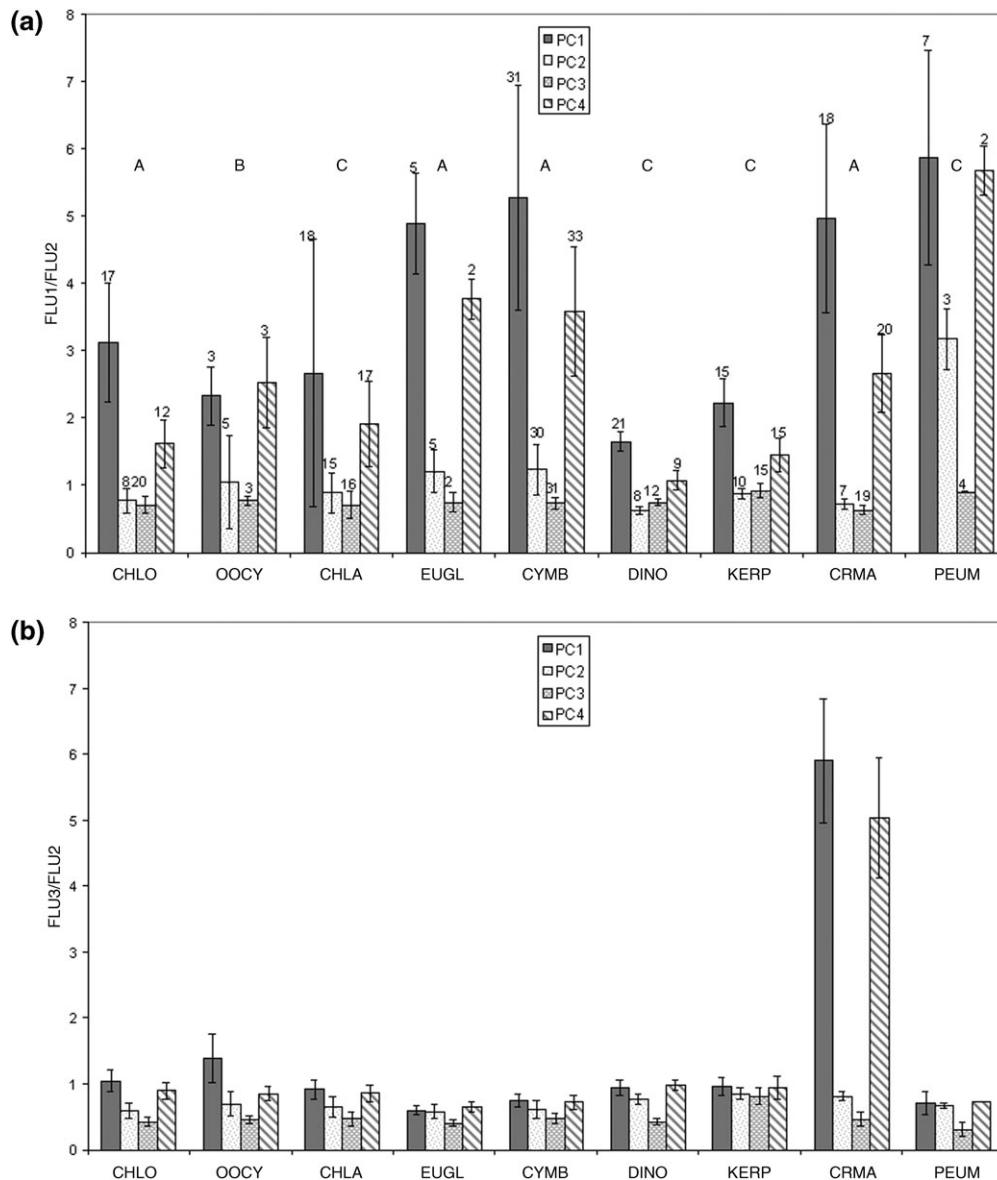 (a)
FLU1/FLU2
8
7
6
5
4
3
2
1
0
PC1
PC2
PC3
PC4
A B C A A C C A C
17 8 20 12
3 5 3 3
18 15 16 17
5 5 2 2
31 30 31 33
21 8 12 9
15 10 15 15
18 7 19 20
7 3 4 2
CHLO OOCY CHLA EUGL CYMB DINO KERP CRMA PEUM
(b)
FLU3/FLU2
8
7
6
5
4
3
2
1
0
PC1
PC2
PC3
PC4
CHLO OOCY CHLA EUGL CYMB DINO KERP CRMA PEUM